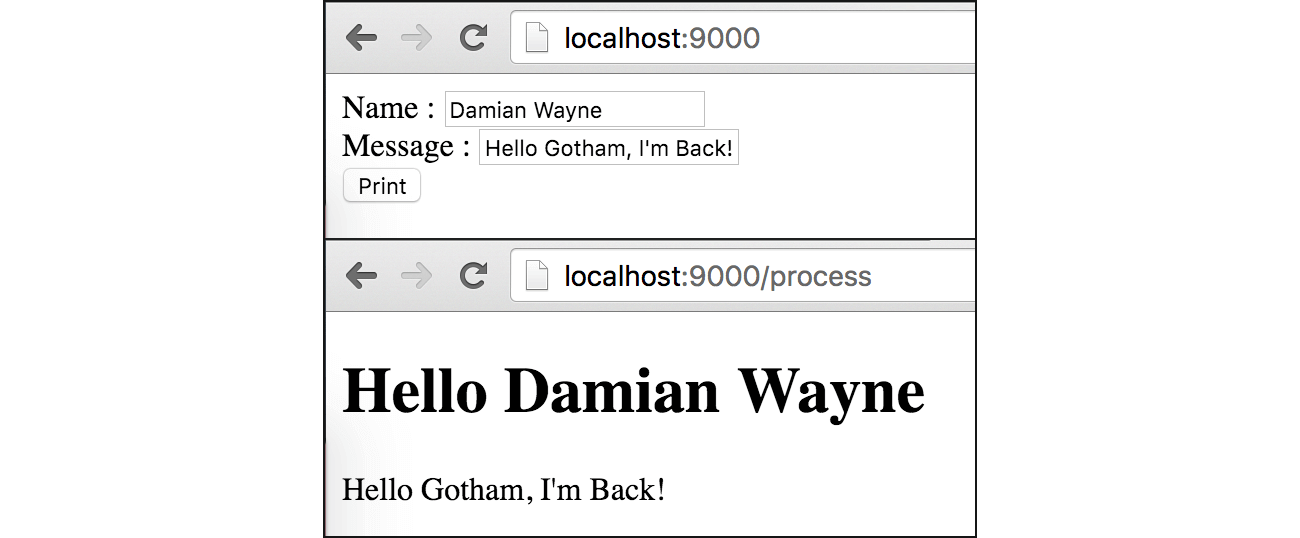 localhost:9000
Name : Damian Wayne
Message : Hello Gotham, I'm Back!
Print
localhost:9000/process
Hello Damian Wayne
Hello Gotham, I'm Back!